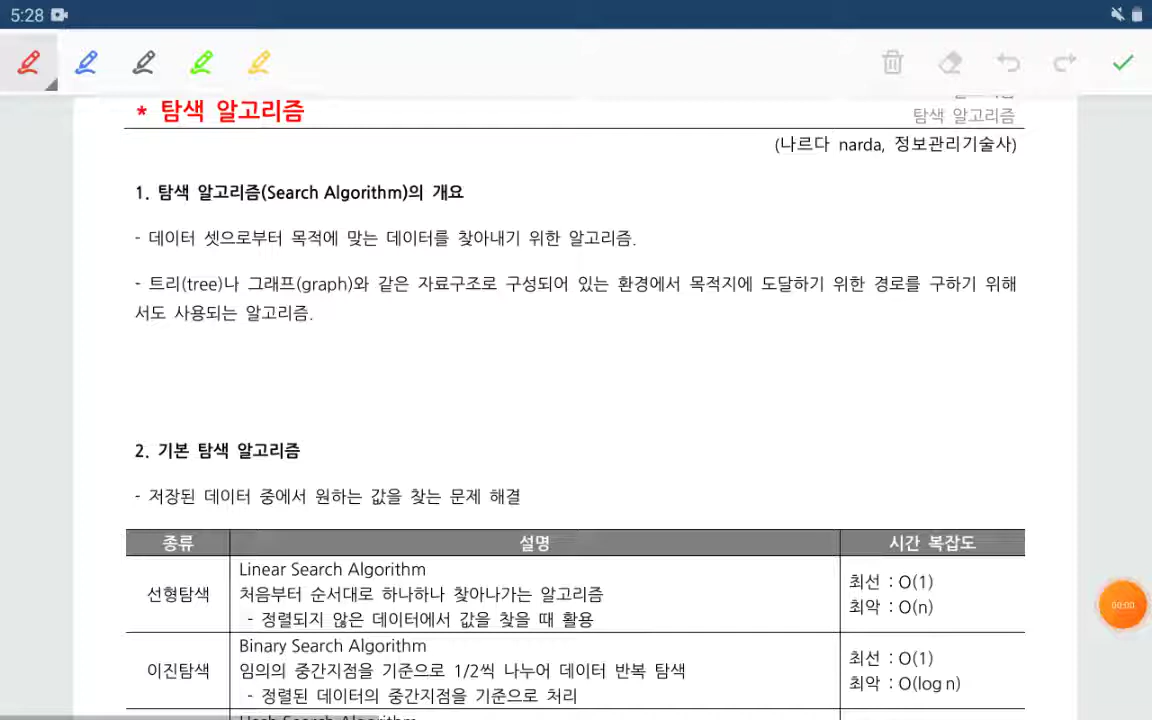 5:28
탐색 알고리즘
* 탐색 알고리즘
(나르다 narda, 정보관리기술사)
1. 탐색 알고리즘(Search Algorithm)의 개요
- 데이터 셋으로부터 목적에 맞는 데이터를 찾아내기 위한 알고리즘.
- 트리(tree)나 그래프(graph)와 같은 자료구조로 구성되어 있는 환경에서 목적지에 도달하기 위한 경로를 구하기 위해
서도 사용되는 알고리즘.
2. 기본 탐색 알고리즘
- 저장된 데이터 중에서 원하는 값을 찾는 문제 해결
종류 설명 시간 복잡도
선형탐색
Linear Search Algorithm
처음부터 순서대로 하나하나 찾아나가는 알고리즘
- 정렬되지 않은 데이터에서 값을 찾을 때 활용
최선 : O(1)
최악 : O(n)
00:00
이진탐색
Binary Search Algorithm
임의의 중간지점을 기준으로 1/2씩 나누어 데이터 반복 탐색
- 정렬된 데이터의 중간지점을 기준으로 처리
최선 : O(1)
최악 : O(log n)